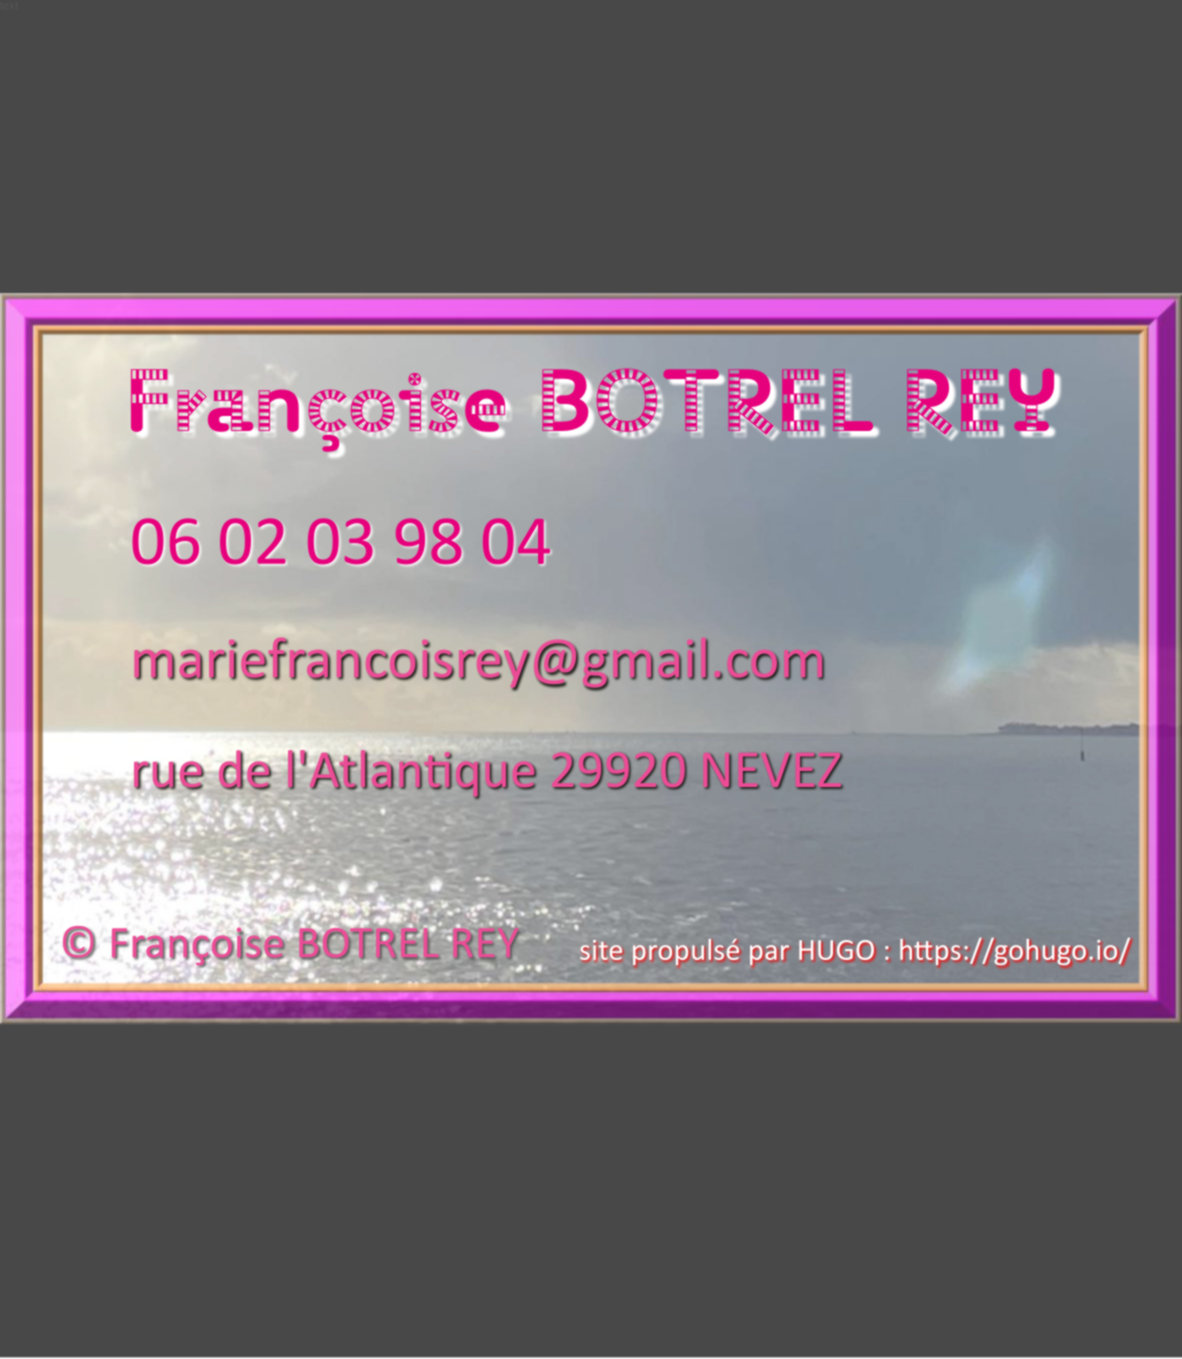 Françoise BOTREL REY
06 02 03 98 04
mariefrancoisrey@gmail.com
rue de l'Atlantique 29920 NEVEZ
© Françoise BOTREL REY
site propulsé par HUGO : https://gohugo.io/